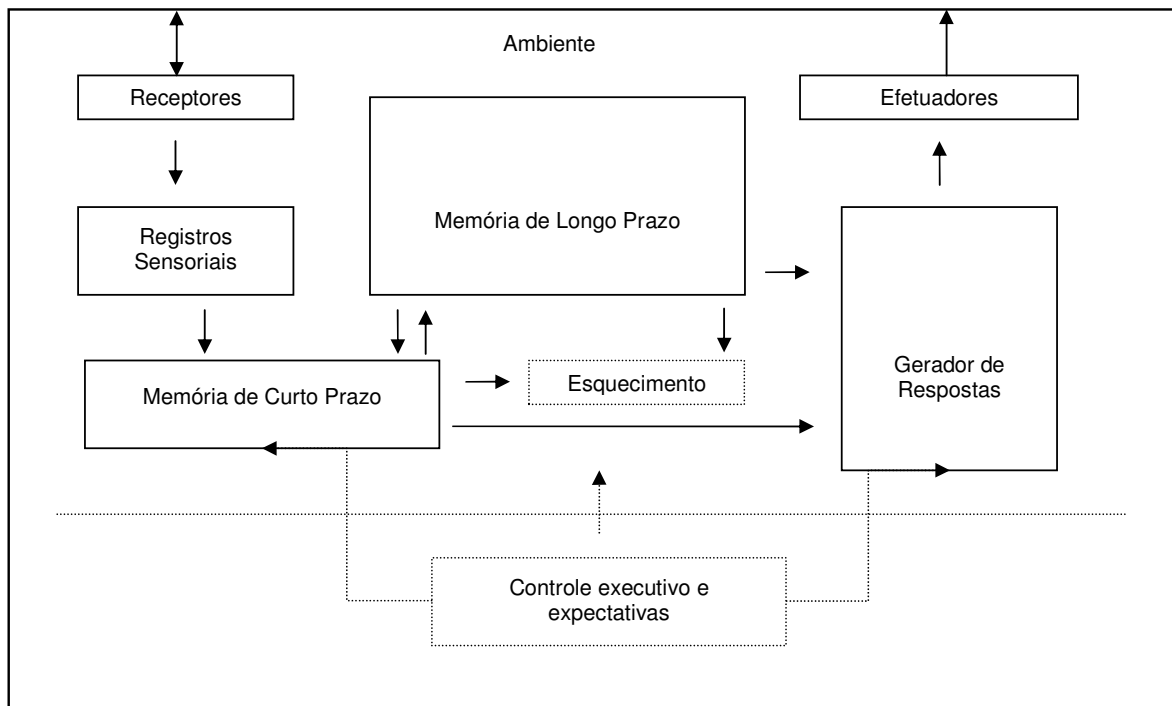 Ambiente
Receptores
Efetuadores
Memória de Longo Prazo
Registros
Sensoriais
Gerador de
Respostas
Memória de Curto Prazo
Esquecimento
Controle executivo e
expectativas